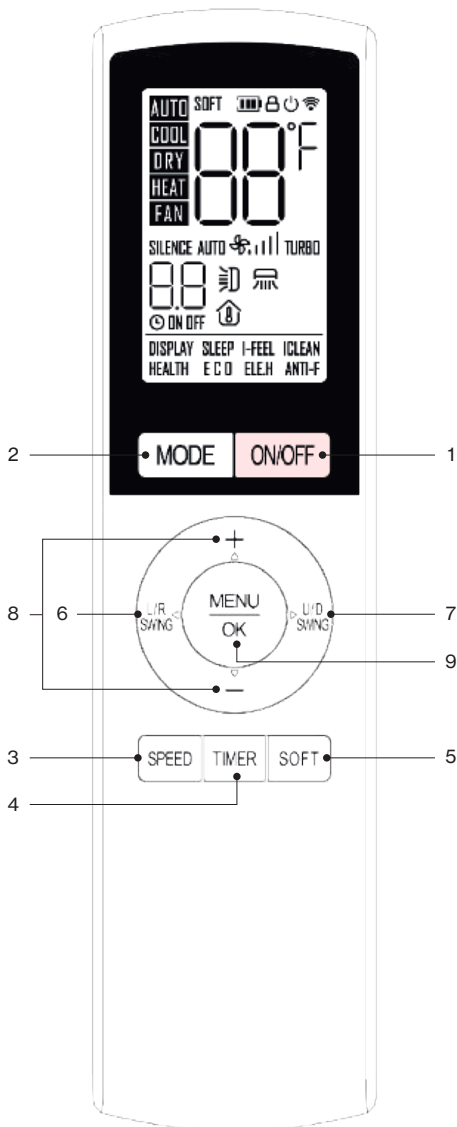 AUTO SOFT
88°F
COOL
DRY
HEAT
FAN
SILENCE AUTO TURBO
8.8
ON OFF
DISPLAY SLEEP I-FEEL ICLEAN
HEALTH ECO ELE.H ANTI-F
2 MODE ON/OFF 1
+
8 6 L/R SWING MENU OK U/D SWING 7
9
−
3 SPEED TIMER SOFT 5
4